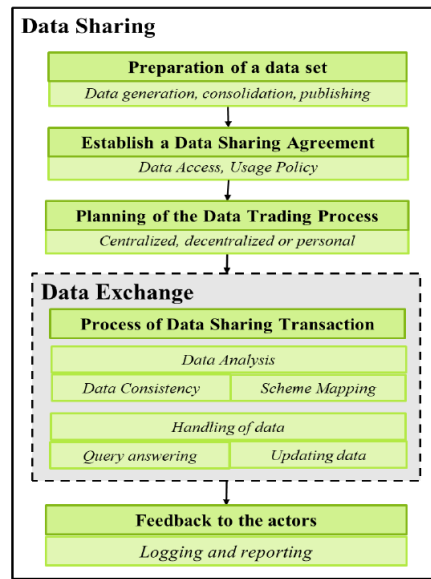 Data Sharing
Preparation of a data set
Data generation, consolidation, publishing
Establish a Data Sharing Agreement
Data Access, Usage Policy
Planning of the Data Trading Process
Centralized, decentralized or personal
Data Exchange
Process of Data Sharing Transaction
Data Analysis
Data Consistency
Scheme Mapping
Handling of data
Query answering
Updating data
Feedback to the actors
Logging and reporting